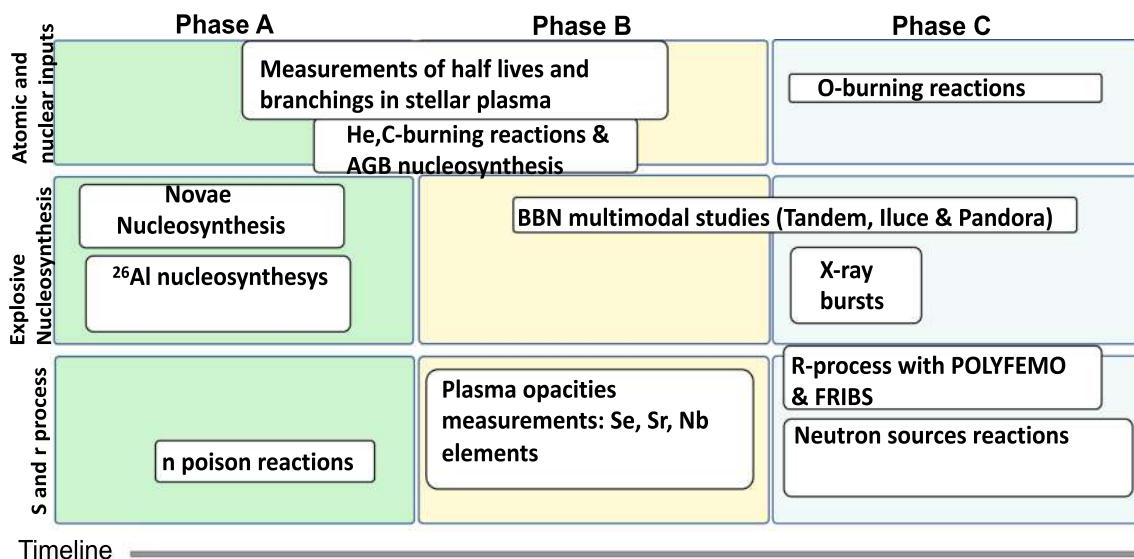 Phase A
Phase B
Phase C
Atomic and
nuclear inputs
Measurements of half lives and
branchings in stellar plasma
He,C-burning reactions &
AGB nucleosynthesis
O-burning reactions
Explosive
Nucleosynthesis
Novae
Nucleosynthesis
²⁶Al nucleosynthesys
BBN multimodal studies (Tandem, Iluce & Pandora)
X-ray
bursts
S and r process
n poison reactions
Plasma opacities
measurements: Se, Sr, Nb
elements
R-process with POLYFEMO
& FRIBS
Neutron sources reactions
Timeline